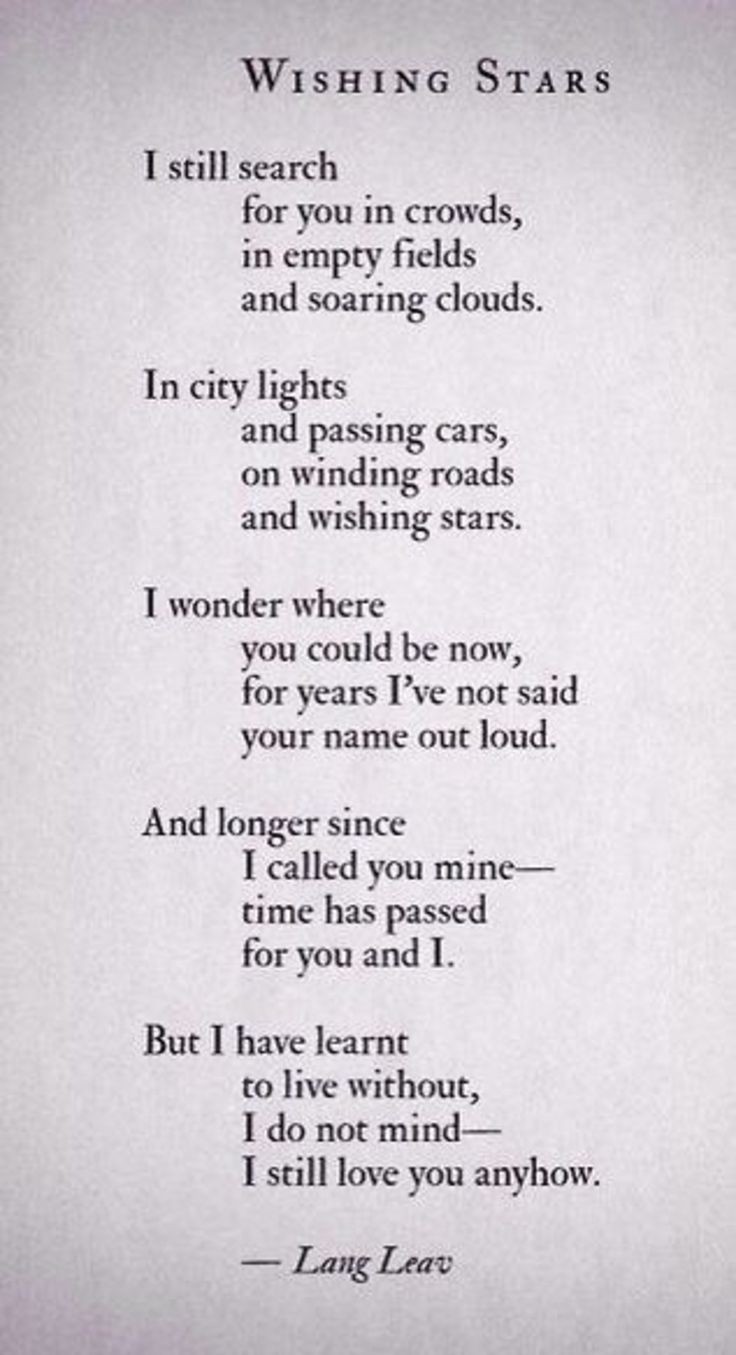 WISHING STARS
I still search
for you in crowds,
in empty fields
and soaring clouds.
In city lights
and passing cars,
on winding roads
and wishing stars.
I wonder where
you could be now,
for years I've not said
your name out loud.
And longer since
I called you mine—
time has passed
for you and I.
But I have learnt
to live without,
I do not mind—
I still love you anyhow.
— Lang Leav